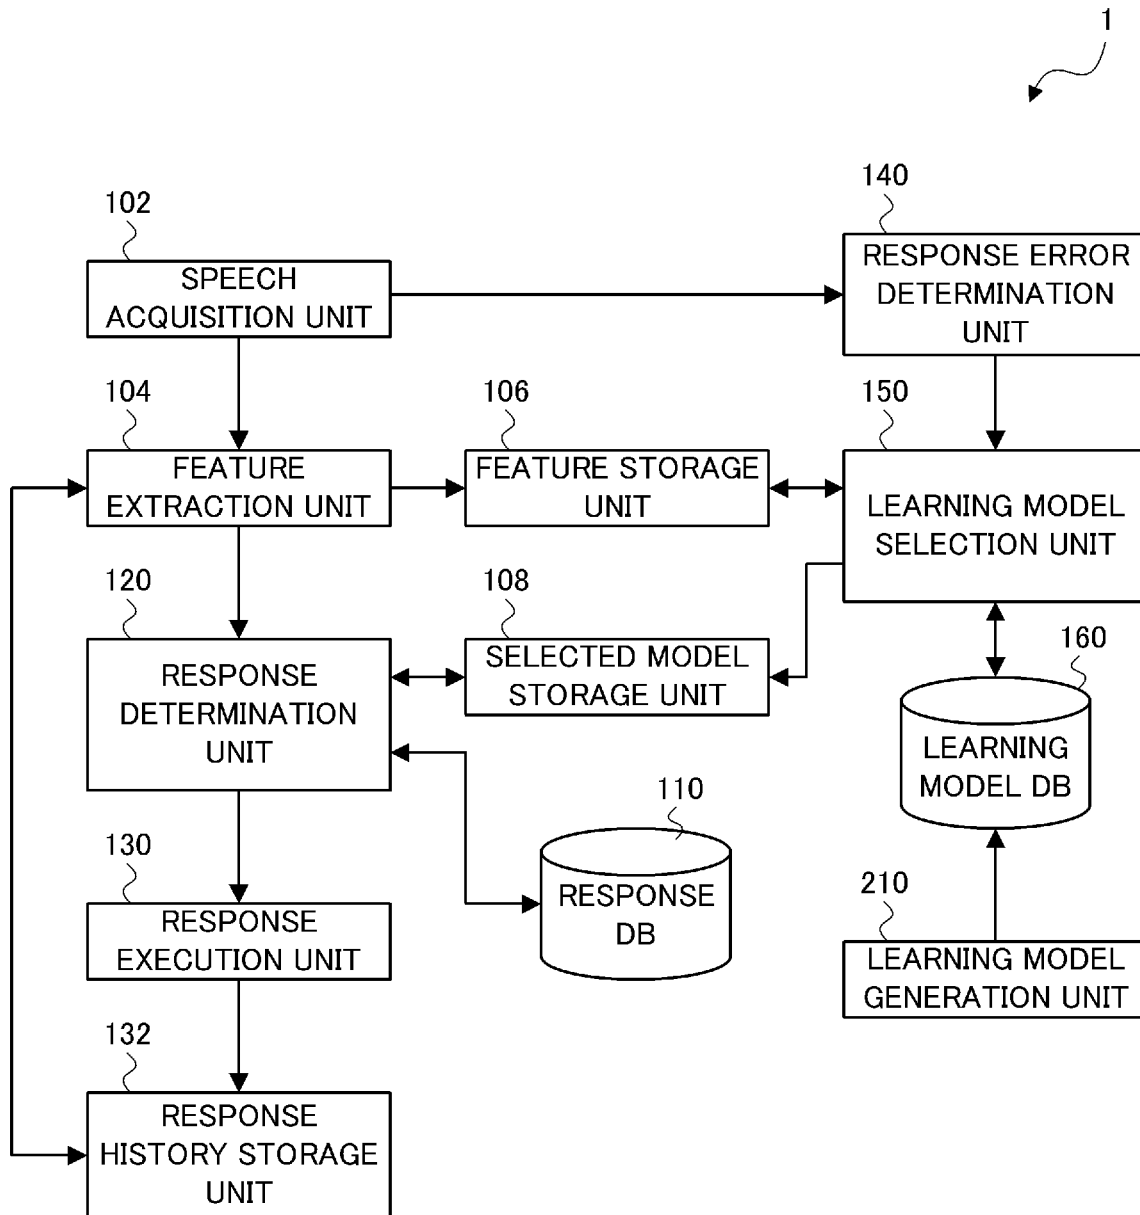 1
102
SPEECH
ACQUISITION UNIT
140
RESPONSE ERROR
DETERMINATION
UNIT
104
FEATURE
EXTRACTION UNIT
106
FEATURE STORAGE
UNIT
150
LEARNING MODEL
SELECTION UNIT
120
RESPONSE
DETERMINATION
UNIT
108
SELECTED MODEL
STORAGE UNIT
160
LEARNING
MODEL DB
110
RESPONSE
DB
130
RESPONSE
EXECUTION UNIT
210
LEARNING MODEL
GENERATION UNIT
132
RESPONSE
HISTORY STORAGE
UNIT